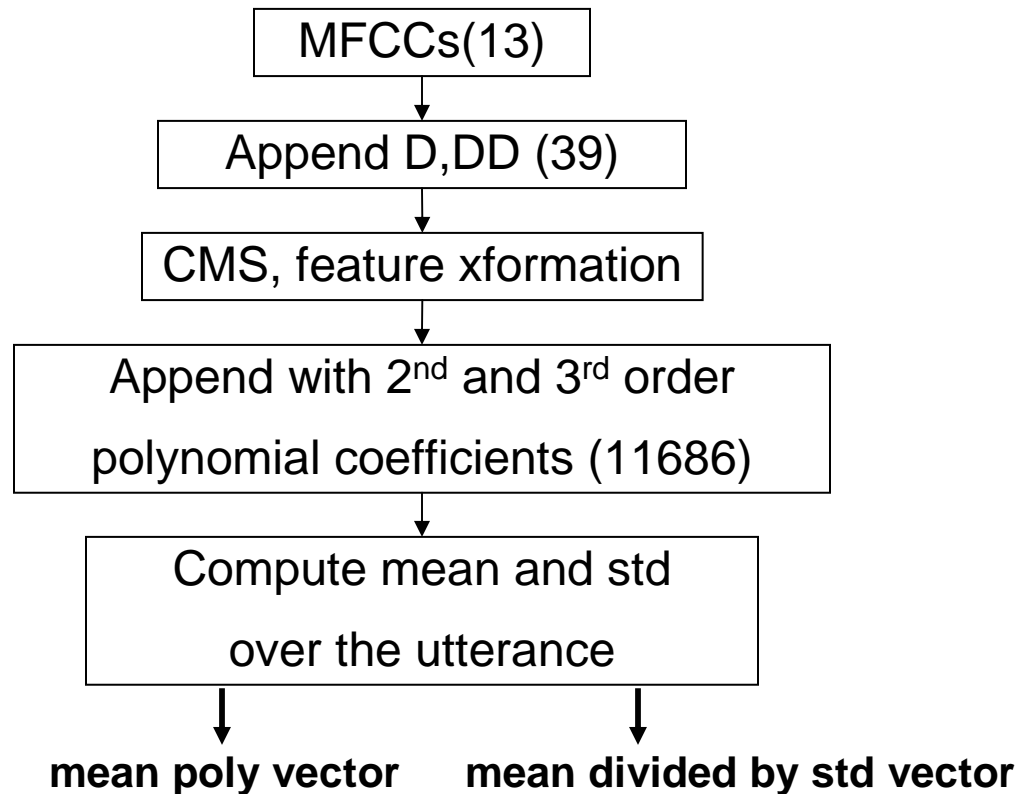 MFCCs(13)
Append D,DD (39)
CMS, feature xformation
Append with 2nd and 3rd order
polynomial coefficients (11686)
Compute mean and std
over the utterance
mean poly vector
mean divided by std vector